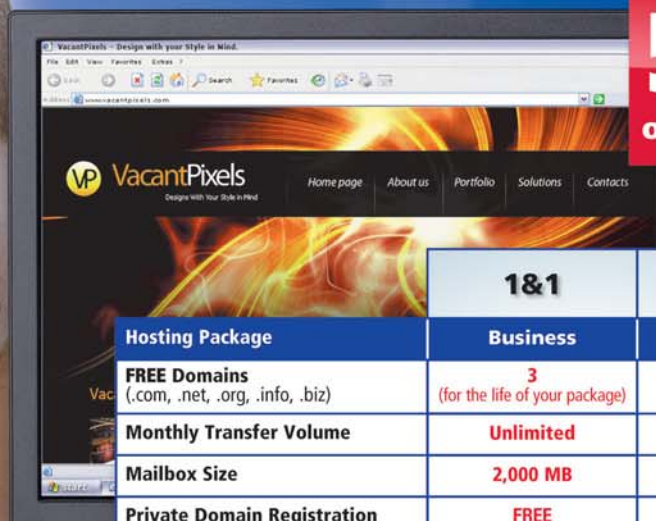 VacantPixels - Design with your Style in Mind.
File Edit View Favorites Extras ?
Search Favorites
www.vacantpixels.com
VP VacantPixels
Designs With Your Style in Mind
Home page About us Portfolio Solutions Contacts
1&1
Hosting Package Business
FREE Domains 3
(.com, .net, .org, .info, .biz) (for the life of your package)
Monthly Transfer Volume Unlimited
Mailbox Size 2,000 MB
Private Domain Registration FREE